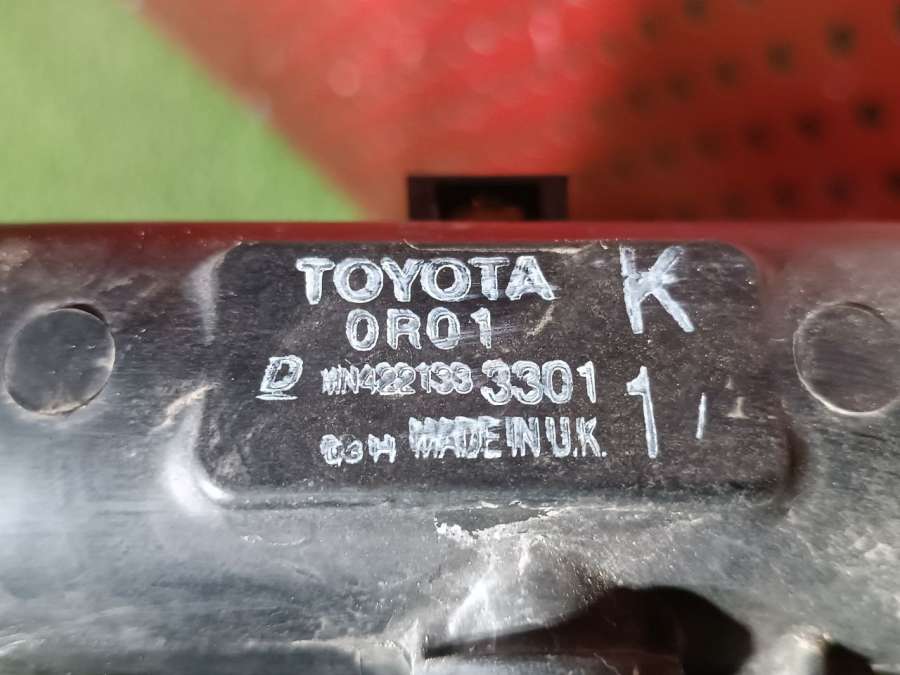 TOYOTA K
0R01
D MN422133 3301 1
MADE IN U.K.